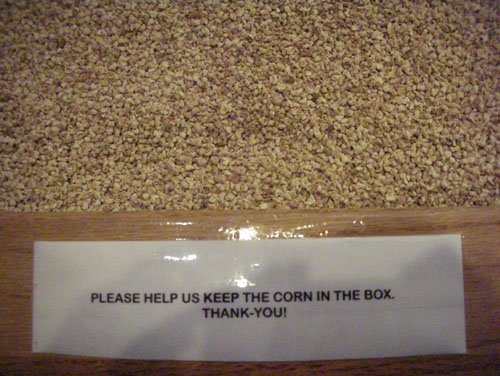 PLEASE HELP US KEEP THE CORN IN THE BOX.
THANK-YOU!